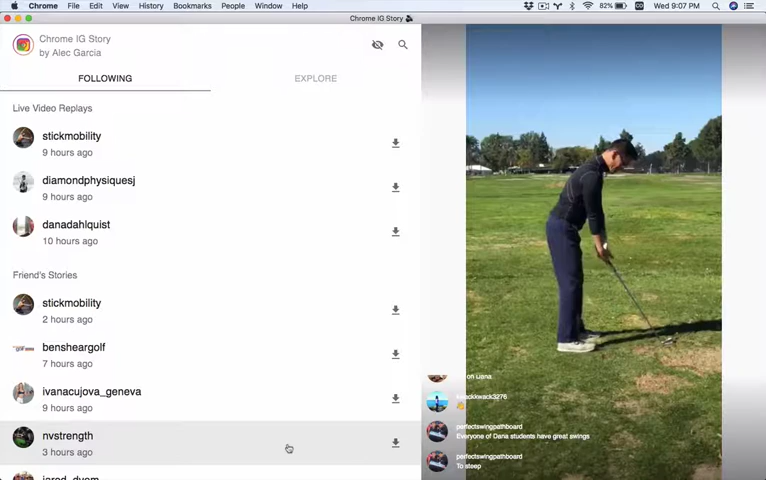 Chrome File Edit View History Bookmarks People Window Help
82%
Wed 9:07 PM
Chrome IG Story
Chrome IG Story
by Alec Garcia
FOLLOWING
EXPLORE
Live Video Replays
stickmobility
9 hours ago
diamondphysiquesj
9 hours ago
danadahlquist
10 hours ago
Friend's Stories
stickmobility
2 hours ago
bensheargolf
7 hours ago
ivanacujova_geneva
9 hours ago
nvstrength
3 hours ago
on Dana
perfectswingpathboard
Everyone of Dana students have great swings
perfectswingpathboard
To steep